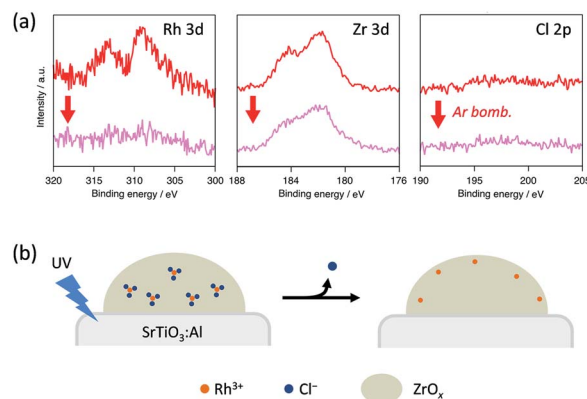 (a)
Rh 3d
Zr 3d
Cl 2p
Intensity / a.u.
Ar bomb.
320 315 310 305 300
188 184 180 176
190 195 200 205
Binding energy / eV
Binding energy / eV
Binding energy / eV
(b)
UV
SrTiO₃:Al
Rh³⁺
Cl⁻
ZrOₓ